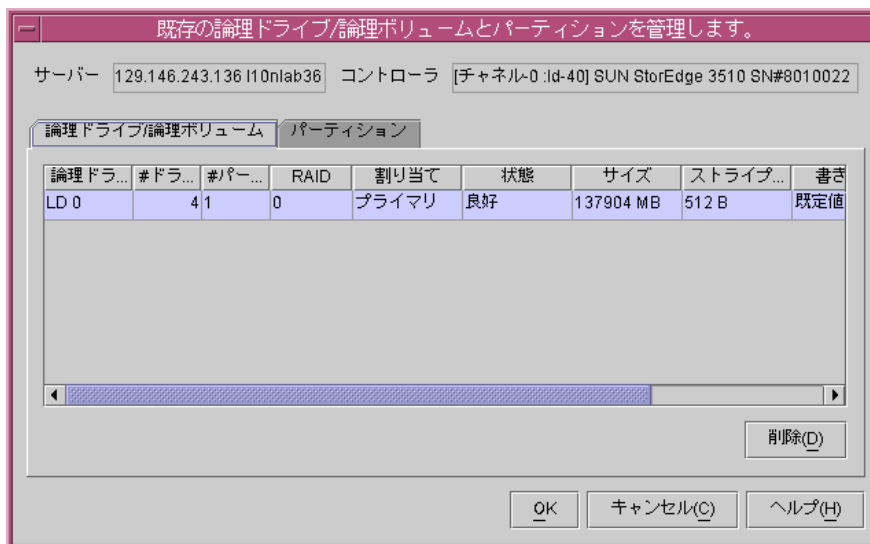 既存の論理ドライブ/論理ボリュームとパーティションを管理します。
サーバー 129.146.243.136 l10nlab36 コントローラ [チャネル-0 :Id-40] SUN StorEdge 3510 SN#8010022
論理ドライブ/論理ボリューム パーティション
論理ドラ... #ドラ... #パー... RAID 割り当て 状態 サイズ ストライプ... 書き
LD 0 4 1 0 プライマリ 良好 137904 MB 512 B 既定値
削除(D)
OK キャンセル(C) ヘルプ(H)